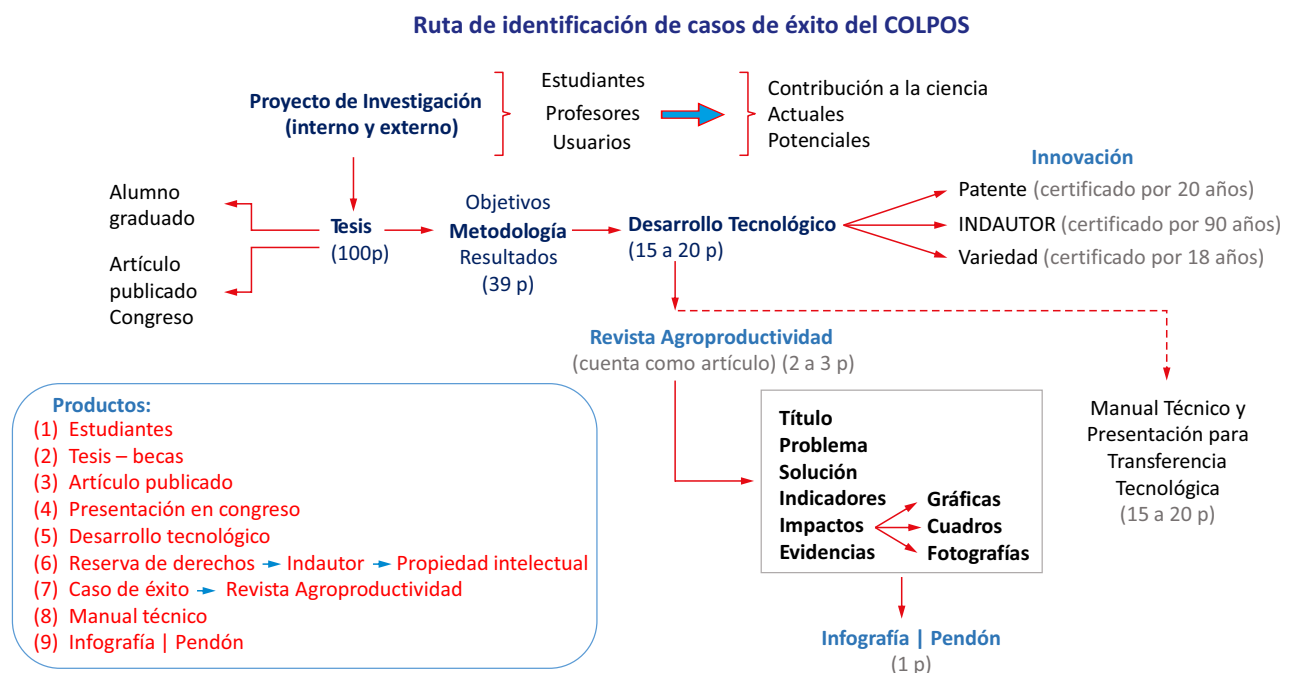 Ruta de identificación de casos de éxito del COLPOS
Proyecto de Investigación
(interno y externo)
Estudiantes
Profesores
Usuarios
Contribución a la ciencia
Actuales
Potenciales
Alumno
graduado
Artículo
publicado
Congreso
Tesis
(100p)
Objetivos
Metodología
Resultados
(39 p)
Desarrollo Tecnológico
(15 a 20 p)
Innovación
Patente (certificado por 20 años)
INDAUTOR (certificado por 90 años)
Variedad (certificado por 18 años)
Revista Agroproductividad
(cuenta como artículo) (2 a 3 p)
Título
Problema
Solución
Indicadores
Impactos
Evidencias
Gráficas
Cuadros
Fotografías
Manual Técnico y
Presentación para
Transferencia
Tecnológica
(15 a 20 p)
Infografía | Pendón
(1 p)
Productos:
(1) Estudiantes
(2) Tesis – becas
(3) Artículo publicado
(4) Presentación en congreso
(5) Desarrollo tecnológico
(6) Reserva de derechos Indautor Propiedad intelectual
(7) Caso de éxito Revista Agroproductividad
(8) Manual técnico
(9) Infografía | Pendón